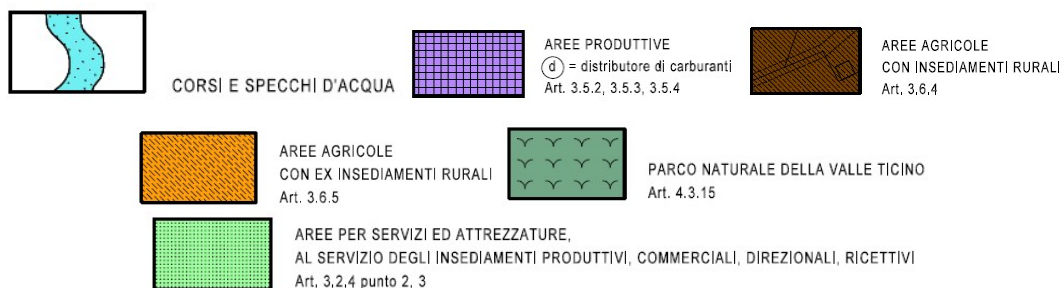 CORSI E SPECCHI D'ACQUA
AREE PRODUTTIVE
d = distributore di carburanti
Art. 3.5.2, 3.5.3, 3.5.4
AREE AGRICOLE
CON INSEDIAMENTI RURALI
Art, 3,6,4
AREE AGRICOLE
CON EX INSEDIAMENTI RURALI
Art. 3.6.5
PARCO NATURALE DELLA VALLE TICINO
Art. 4.3.15
AREE PER SERVIZI ED ATTREZZATURE,
AL SERVIZIO DEGLI INSEDIAMENTI PRODUTTIVI, COMMERCIALI, DIREZIONALI, RICETTIVI
Art, 3,2,4 punto 2, 3